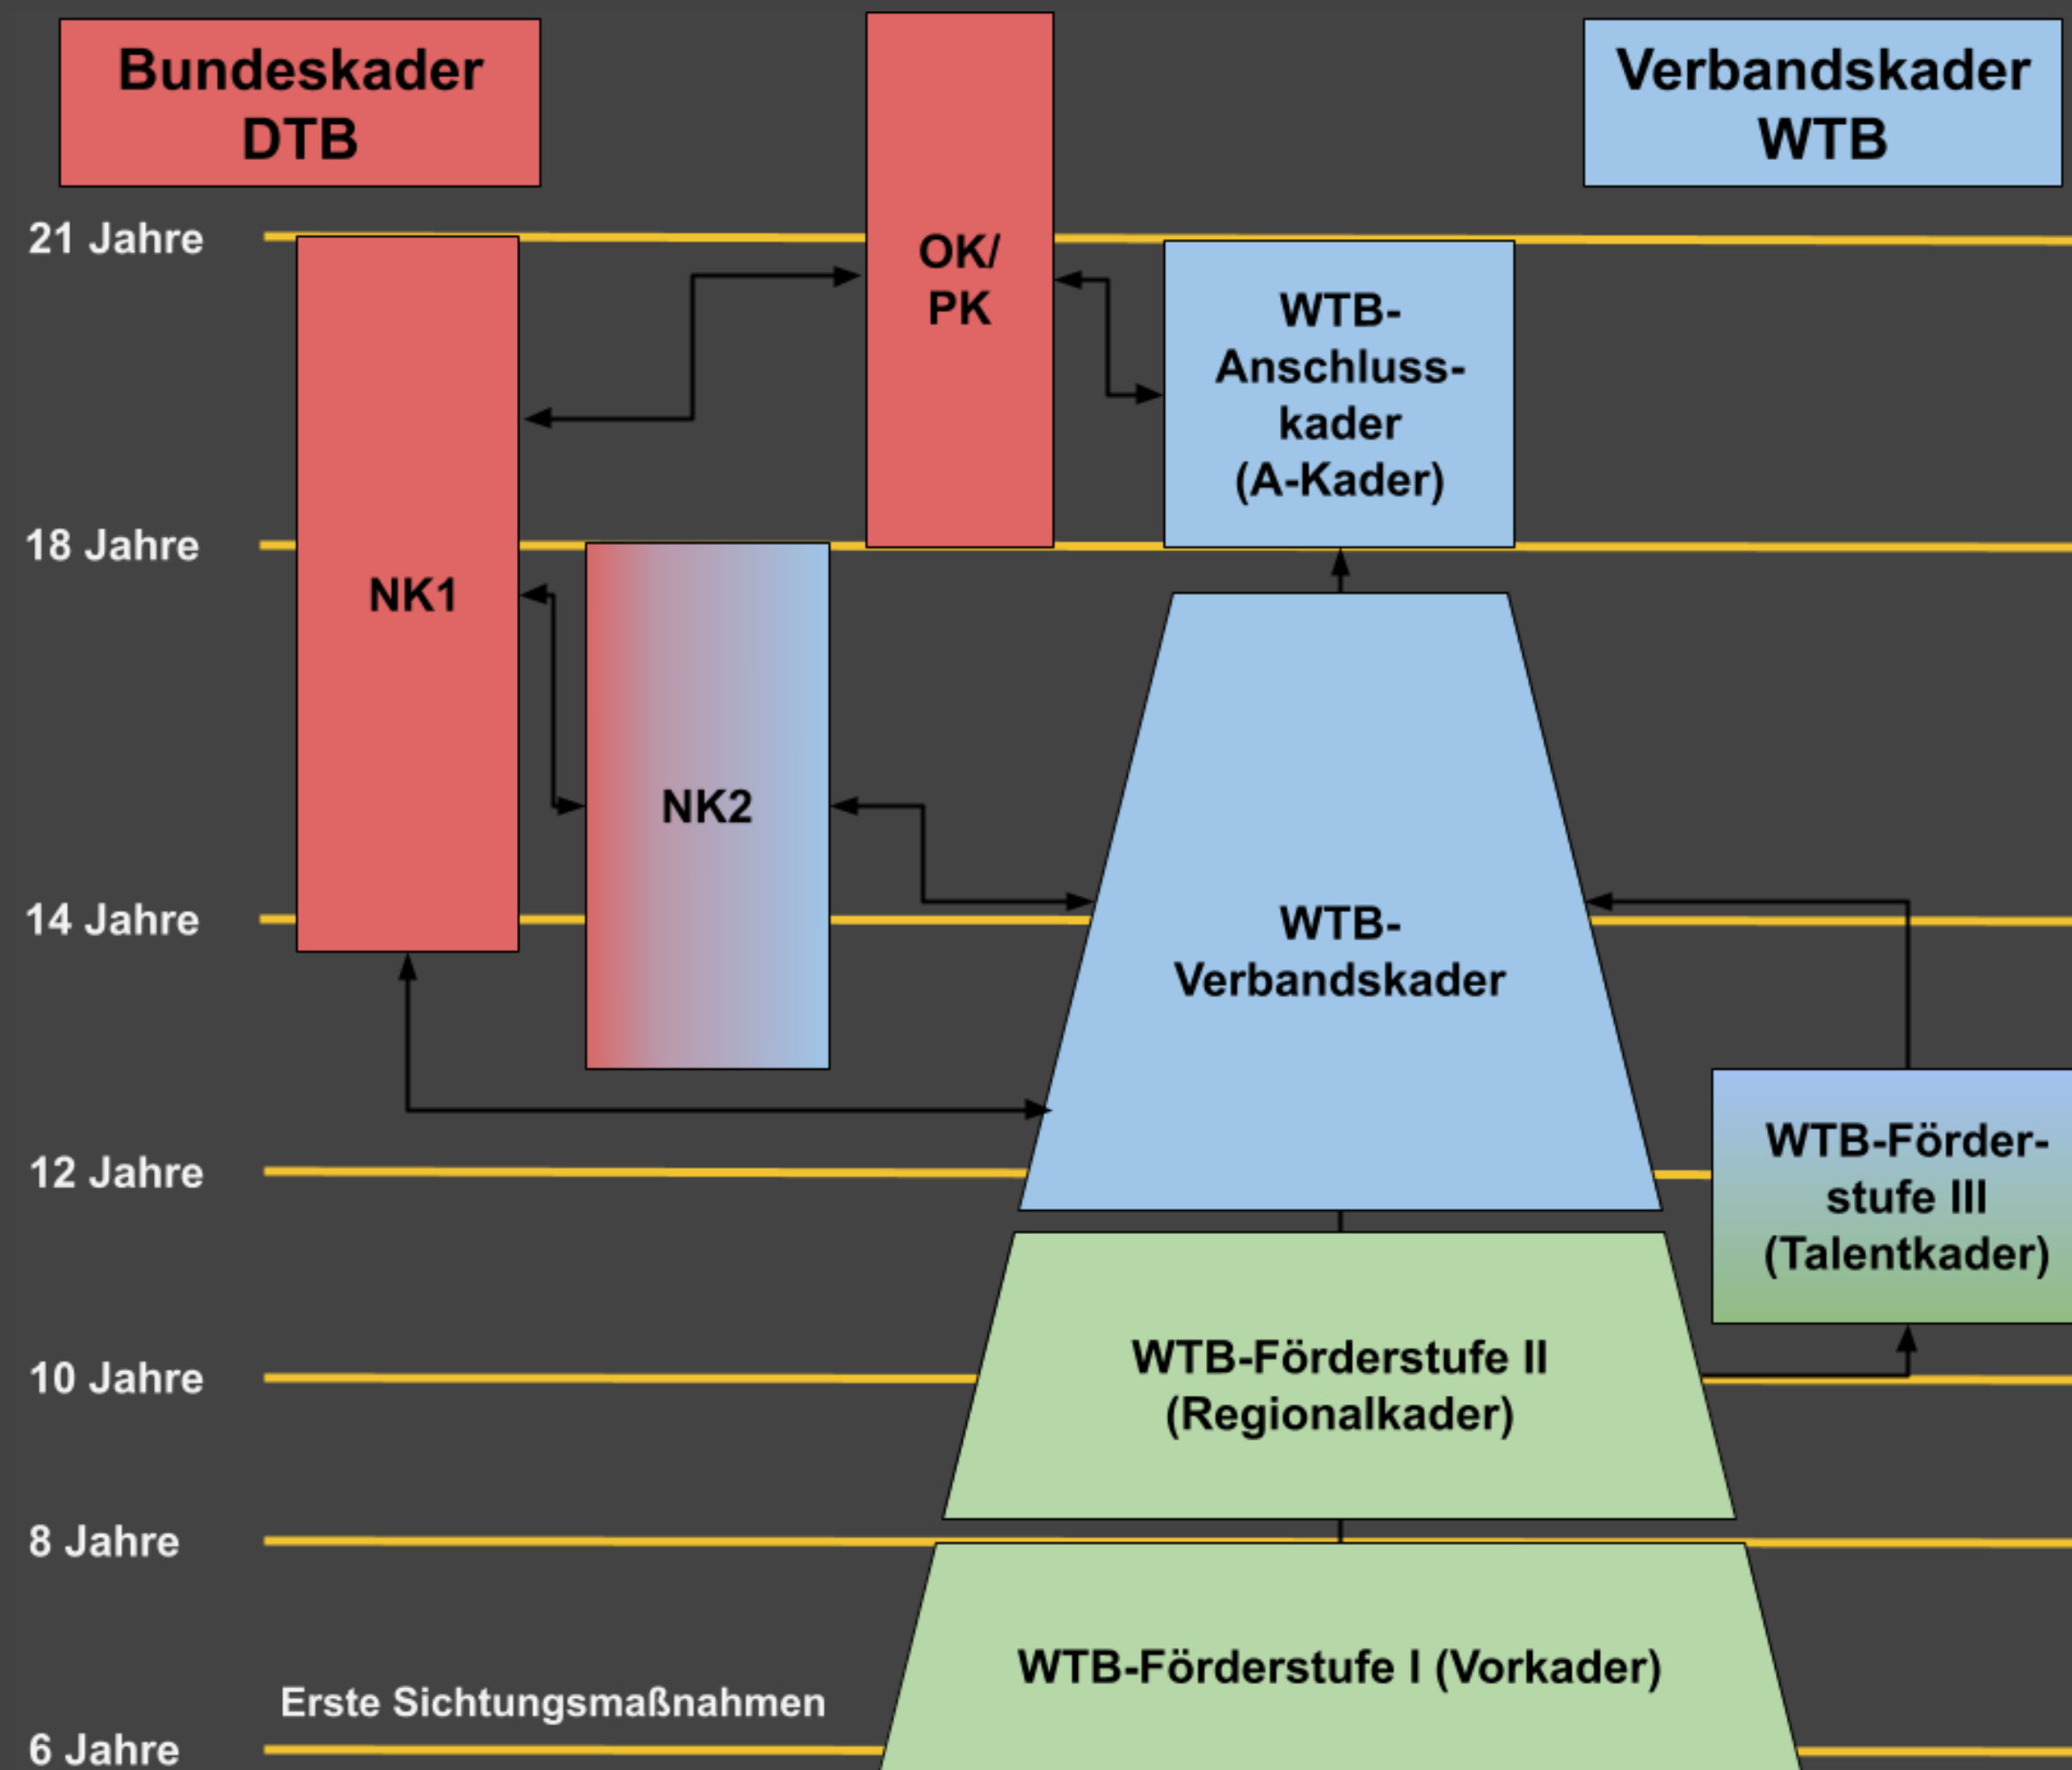 Bundeskader
DTB
Verbandskader
WTB
21 Jahre
OK/
PK
WTB-
Anschluss-
kader
(A-Kader)
18 Jahre
NK1
NK2
14 Jahre
WTB-
Verbandskader
12 Jahre
WTB-Förder-
stufe III
(Talentkader)
10 Jahre
WTB-Förderstufe II
(Regionalkader)
8 Jahre
WTB-Förderstufe I (Vorkader)
Erste Sichtungsmaßnahmen
6 Jahre